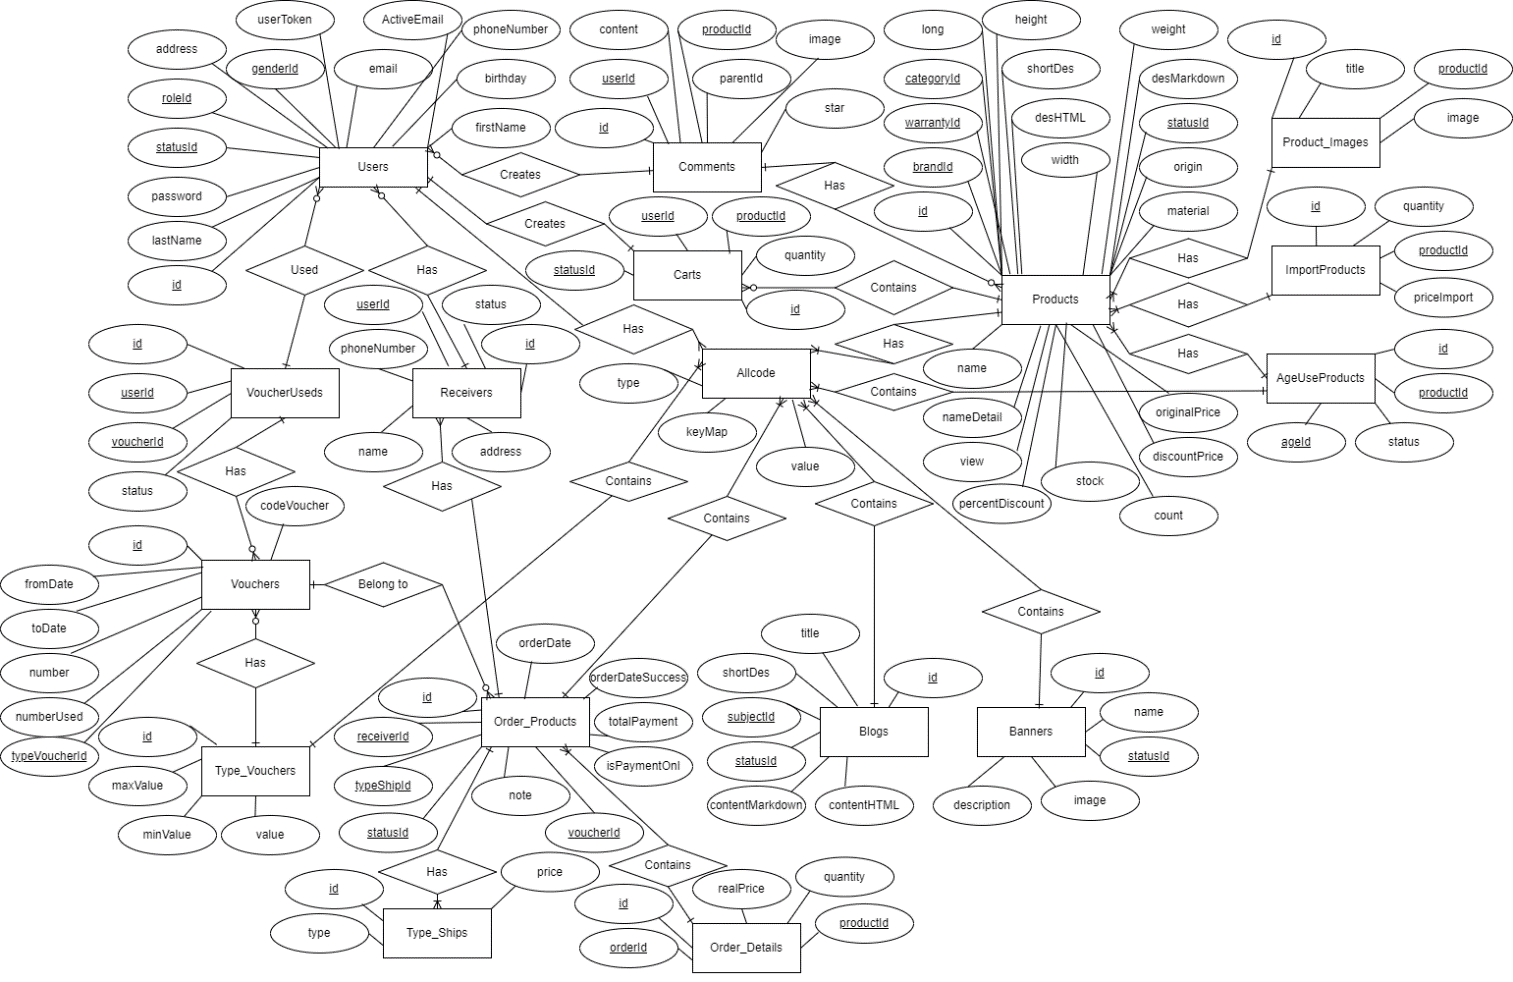 userToken
ActiveEmail
phoneNumber
address
genderId
email
birthday
roleId
firstName
statusId
Users
password
lastName
id
content
productId
image
userId
parentId
star
id
Comments
Creates
Has
long
height
weight
categoryId
shortDes
desMarkdown
warrantyId
desHTML
statusId
brandId
width
origin
id
material
id
title
productId
Product_Images
image
Used
Has
Creates
userId
productId
statusId
Carts
quantity
id
Contains
Products
Has
Has
Has
id
quantity
ImportProducts
productId
priceImport
userId
status
phoneNumber
id
Receivers
name
address
id
userId
VoucherUseds
voucherId
status
Has
type
Allcode
keyMap
value
Has
Contains
name
nameDetail
view
percentDiscount
stock
originalPrice
discountPrice
count
id
AgeUseProducts
productId
ageId
status
Has
Has
Contains
Contains
Contains
codeVoucher
id
fromDate
Vouchers
toDate
number
numberUsed
typeVoucherId
Belong to
Has
Contains
orderDate
id
orderDateSuccess
receiverId
Order_Products
totalPayment
typeShipId
isPaymentOnl
note
statusId
voucherId
id
Type_Vouchers
maxValue
minValue
value
title
shortDes
id
subjectId
Blogs
statusId
contentMarkdown
contentHTML
id
name
Banners
statusId
description
image
Has
price
id
type
Type_Ships
Contains
realPrice
quantity
id
productId
orderId
Order_Details